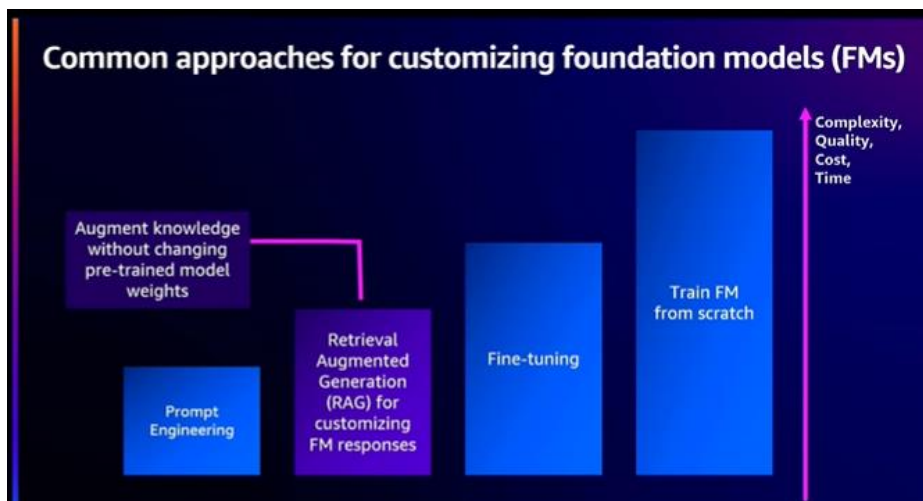 Common approaches for customizing foundation models (FMs)
Complexity,
Quality,
Cost,
Time
Augment knowledge
without changing
pre-trained model
weights
Prompt
Engineering
Retrieval
Augmented
Generation
(RAG) for
customizing
FM responses
Fine-tuning
Train FM
from scratch